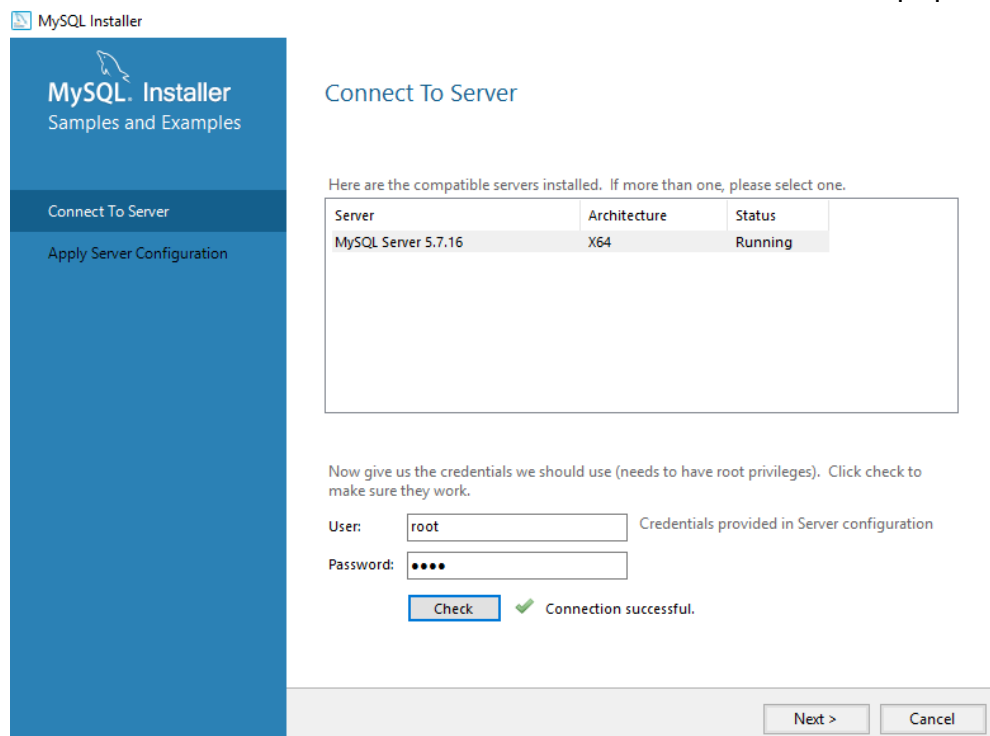 MySQL Installer
MySQL. Installer
Samples and Examples
Connect To Server
Apply Server Configuration
Connect To Server
Here are the compatible servers installed. If more than one, please select one.
Server Architecture Status
MySQL Server 5.7.16 X64 Running
Now give us the credentials we should use (needs to have root privileges). Click check to
make sure they work.
User: root Credentials provided in Server configuration
Password: ●●●●
Check Connection successful.
Next > Cancel